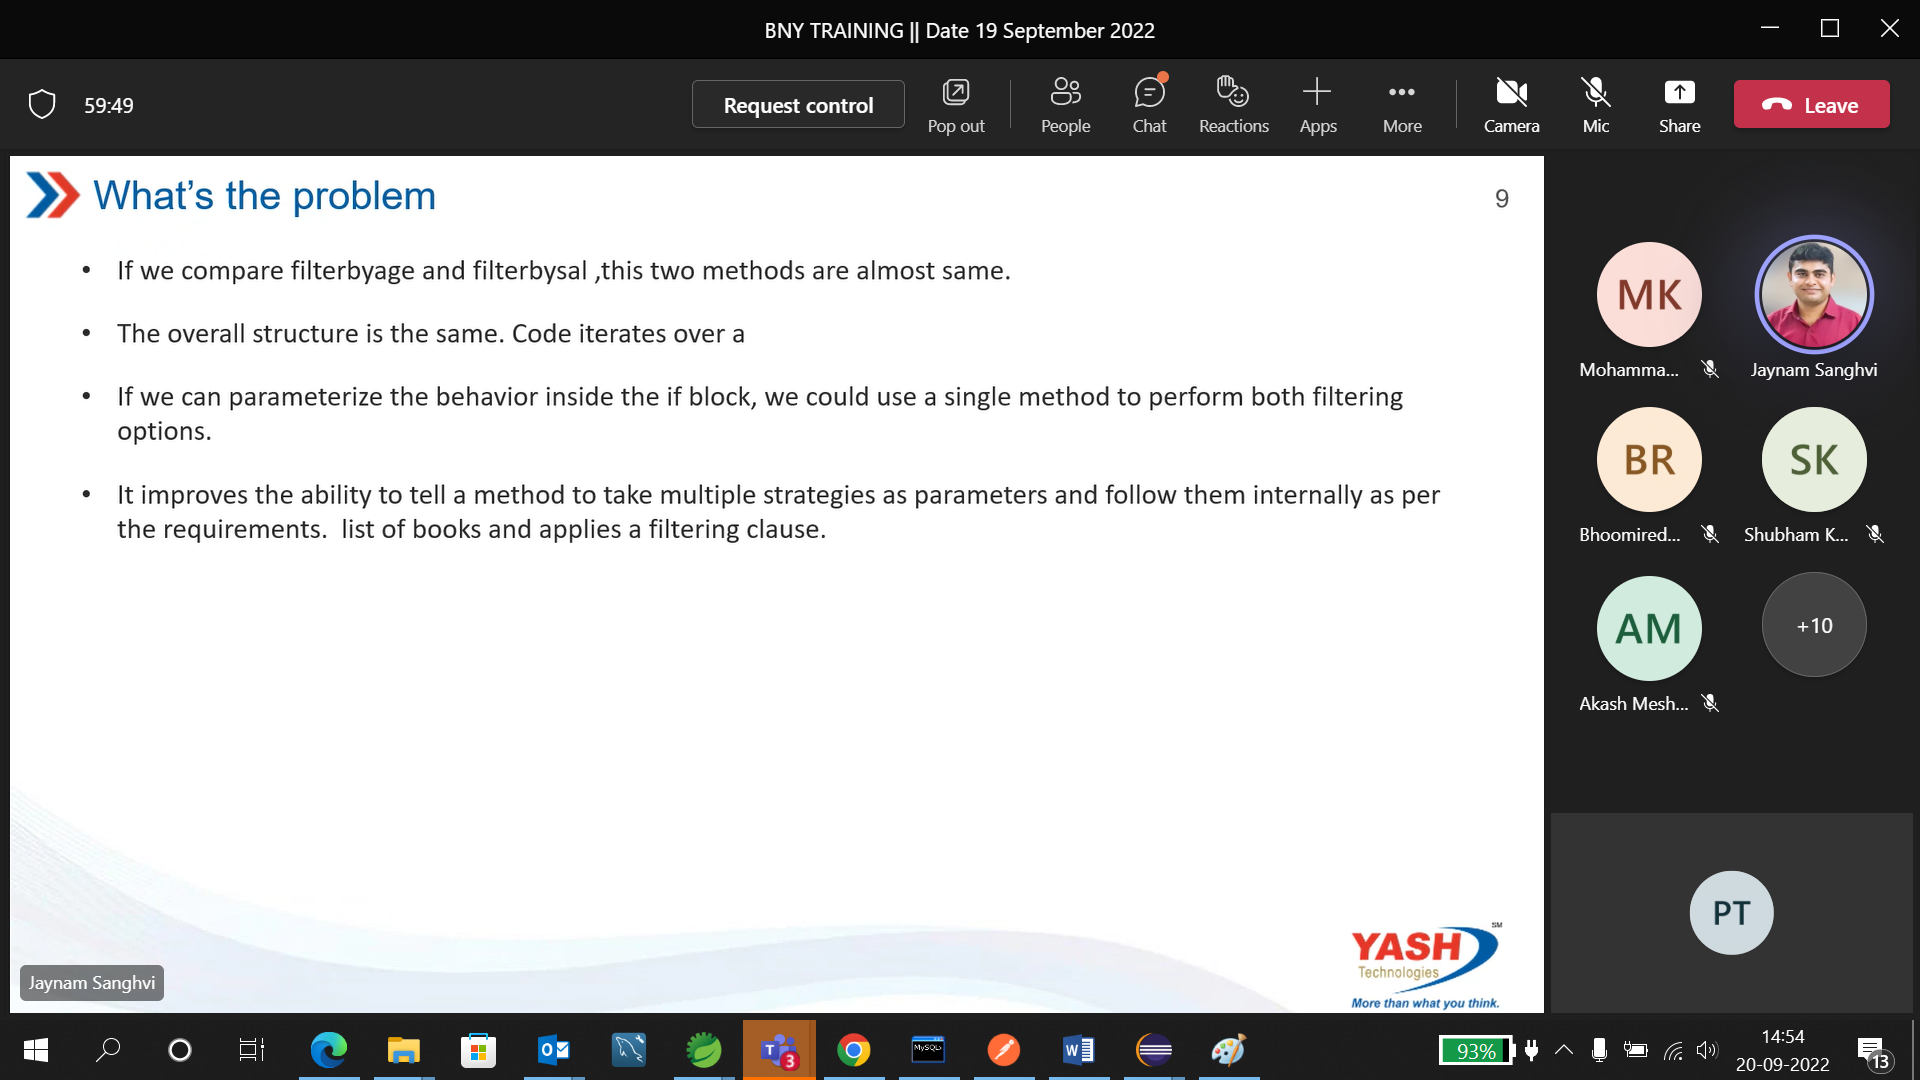 BNY TRAINING || Date 19 September 2022
59:49
Request control
Pop out
People
Chat
Reactions
Apps
More
Camera
Mic
Share
Leave
What's the problem
9
• If we compare filterbyage and filterbysal ,this two methods are almost same.
• The overall structure is the same. Code iterates over a
• If we can parameterize the behavior inside the if block, we could use a single method to perform both filtering
options.
• It improves the ability to tell a method to take multiple strategies as parameters and follow them internally as per
the requirements.  list of books and applies a filtering clause.
YASH
SM
Technologies
More than what you think.
Jaynam Sanghvi
MK
Mohamma...
Jaynam Sanghvi
BR
Bhoomired...
SK
Shubham K...
AM
Akash Mesh...
+10
PT
T
3
MySQL
W
93%
14:54
20-09-2022
13